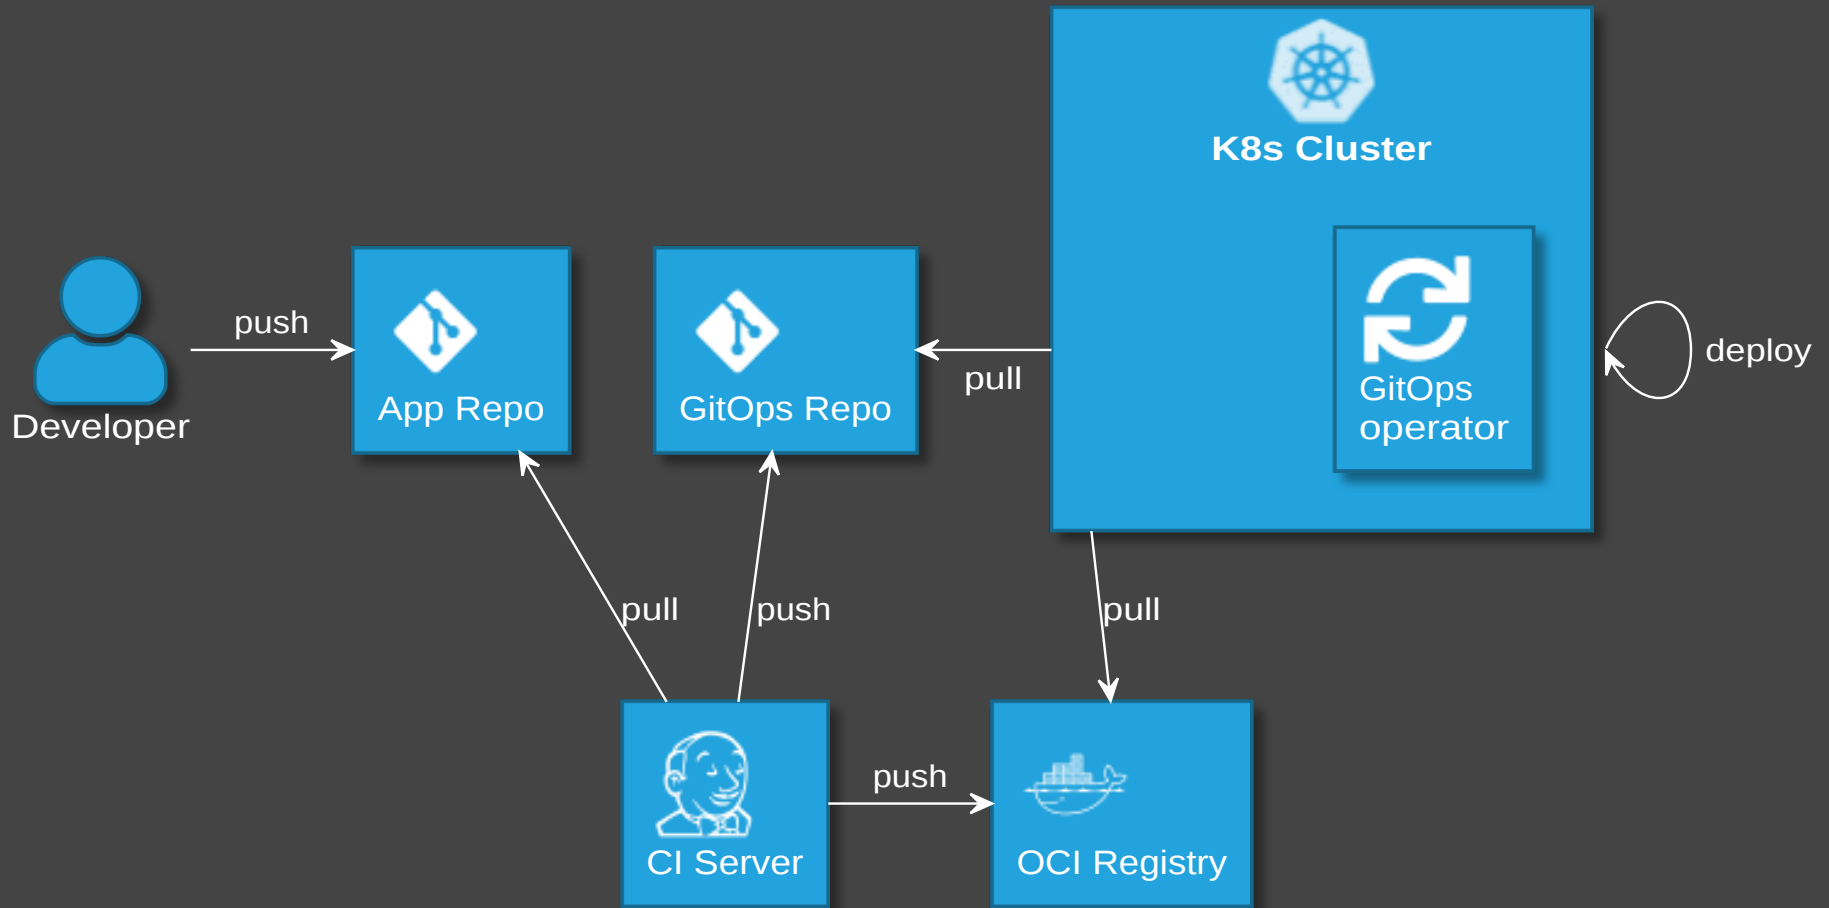 K8s Cluster
push
App Repo
GitOps Repo
pull
GitOps
operator
deploy
Developer
pull
push
pull
push
CI Server
OCI Registry